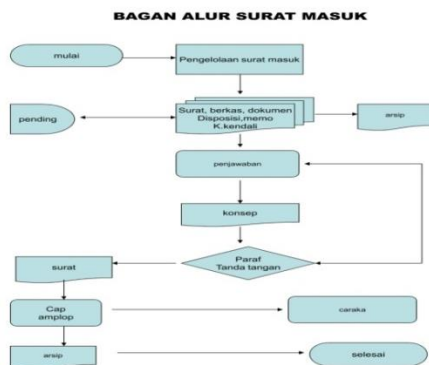 BAGAN ALUR SURAT MASUK
mulai
Pengelolaan surat masuk
pending
Surat, berkas, dokumen
Disposisi,memo
K.kendali
arsip
penjawaban
konsep
surat
Paraf
Tanda tangan
Cap
amplop
caraka
arsip
selesai